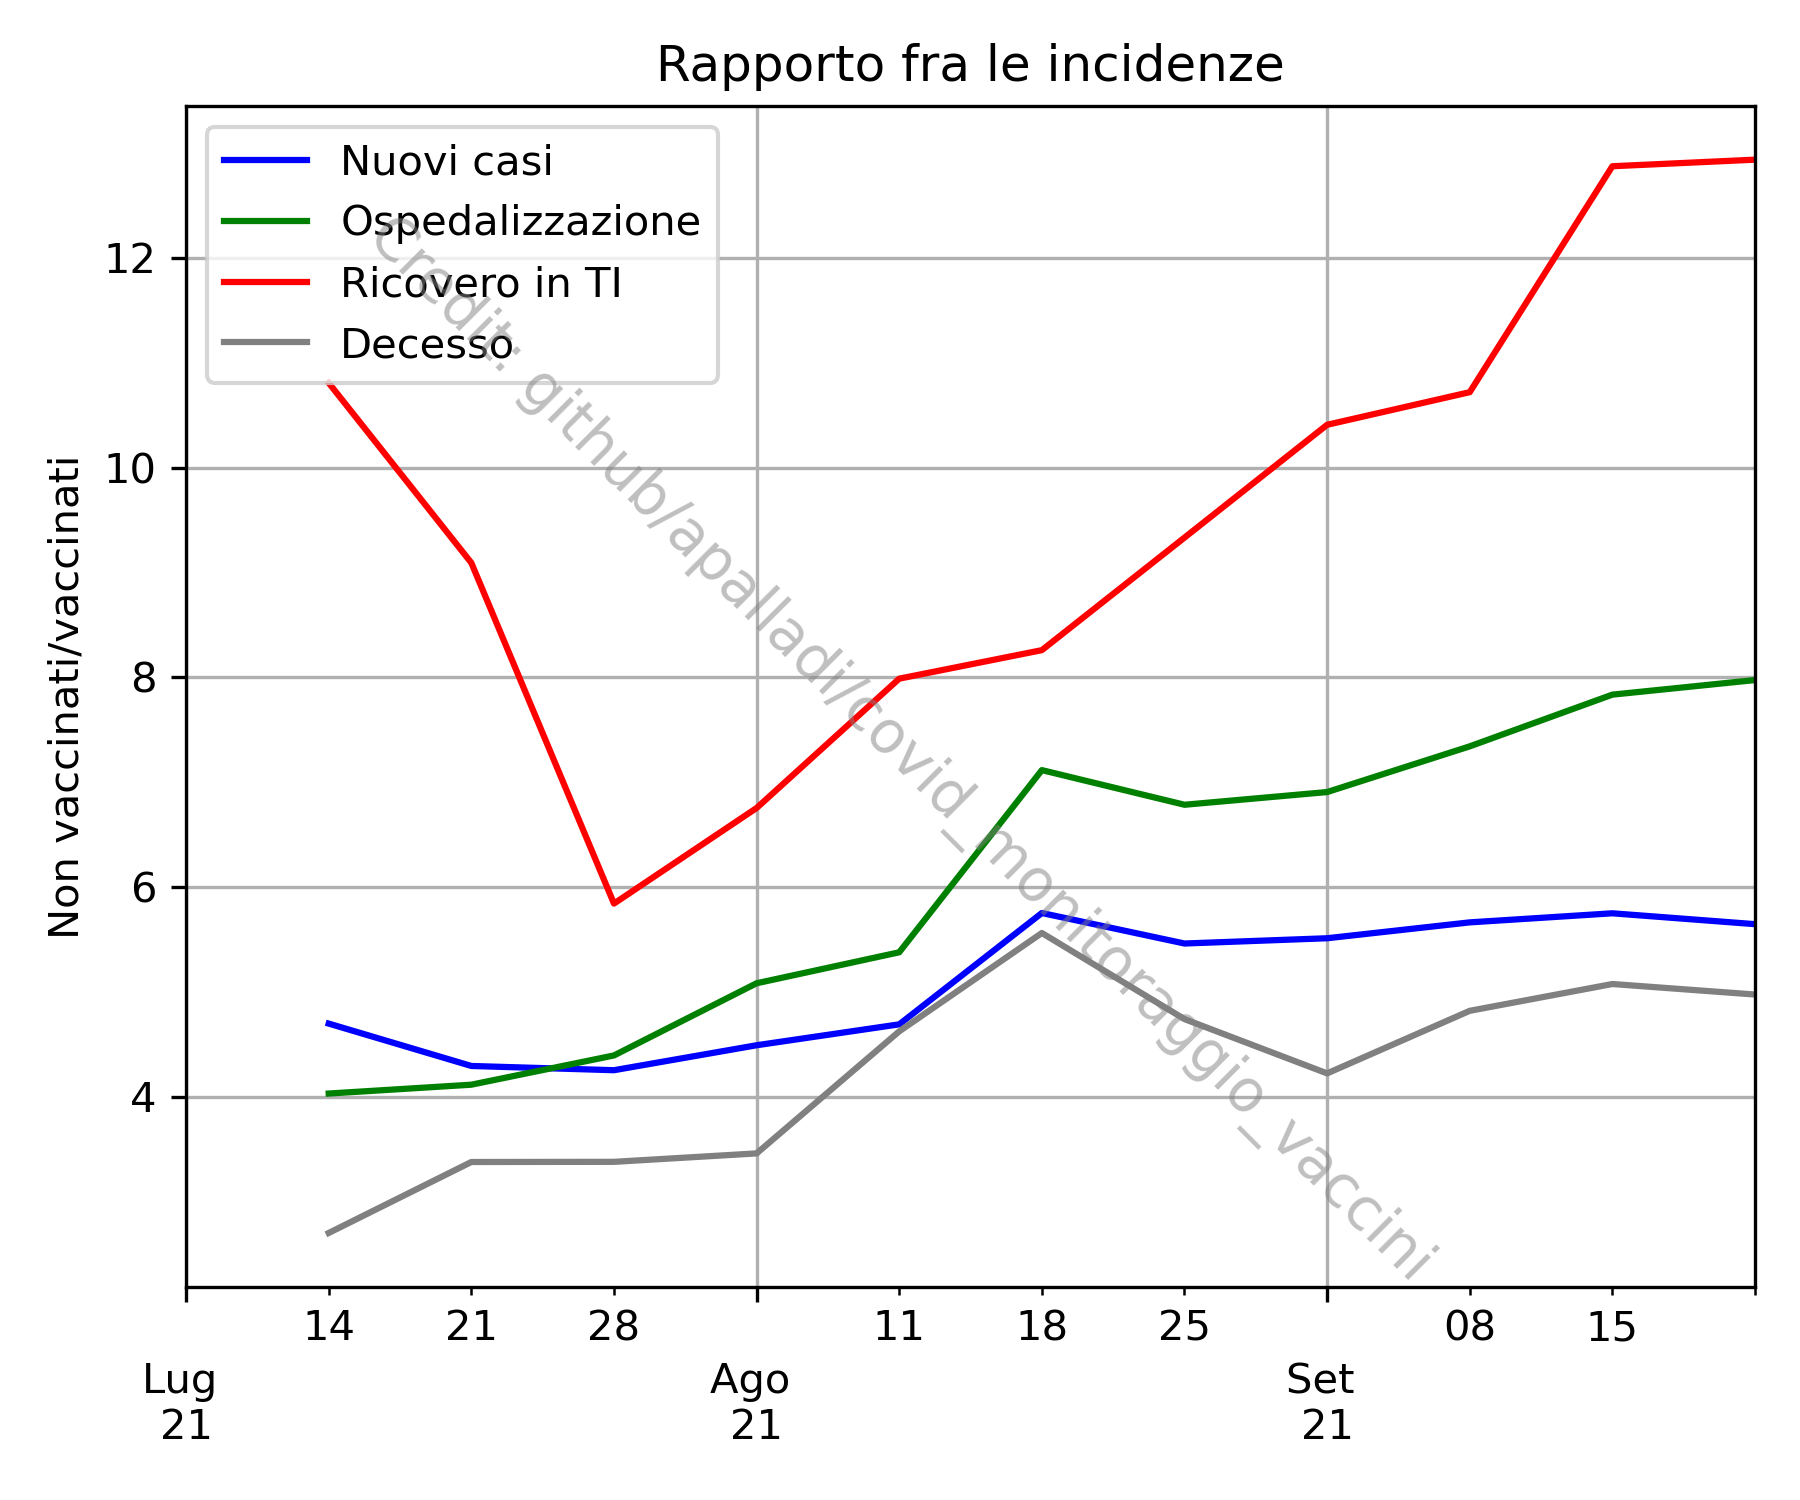 Rapporto fra le incidenze
Nuovi casi
Ospedalizzazione
Ricovero in TI
Decesso
Credit: github/apalladi/covid_monitoraggio_vaccini
Non vaccinati/vaccinati
12
10
8
6
4
14 21 28 11 18 25 08 15
Lug Ago Set
21 21 21